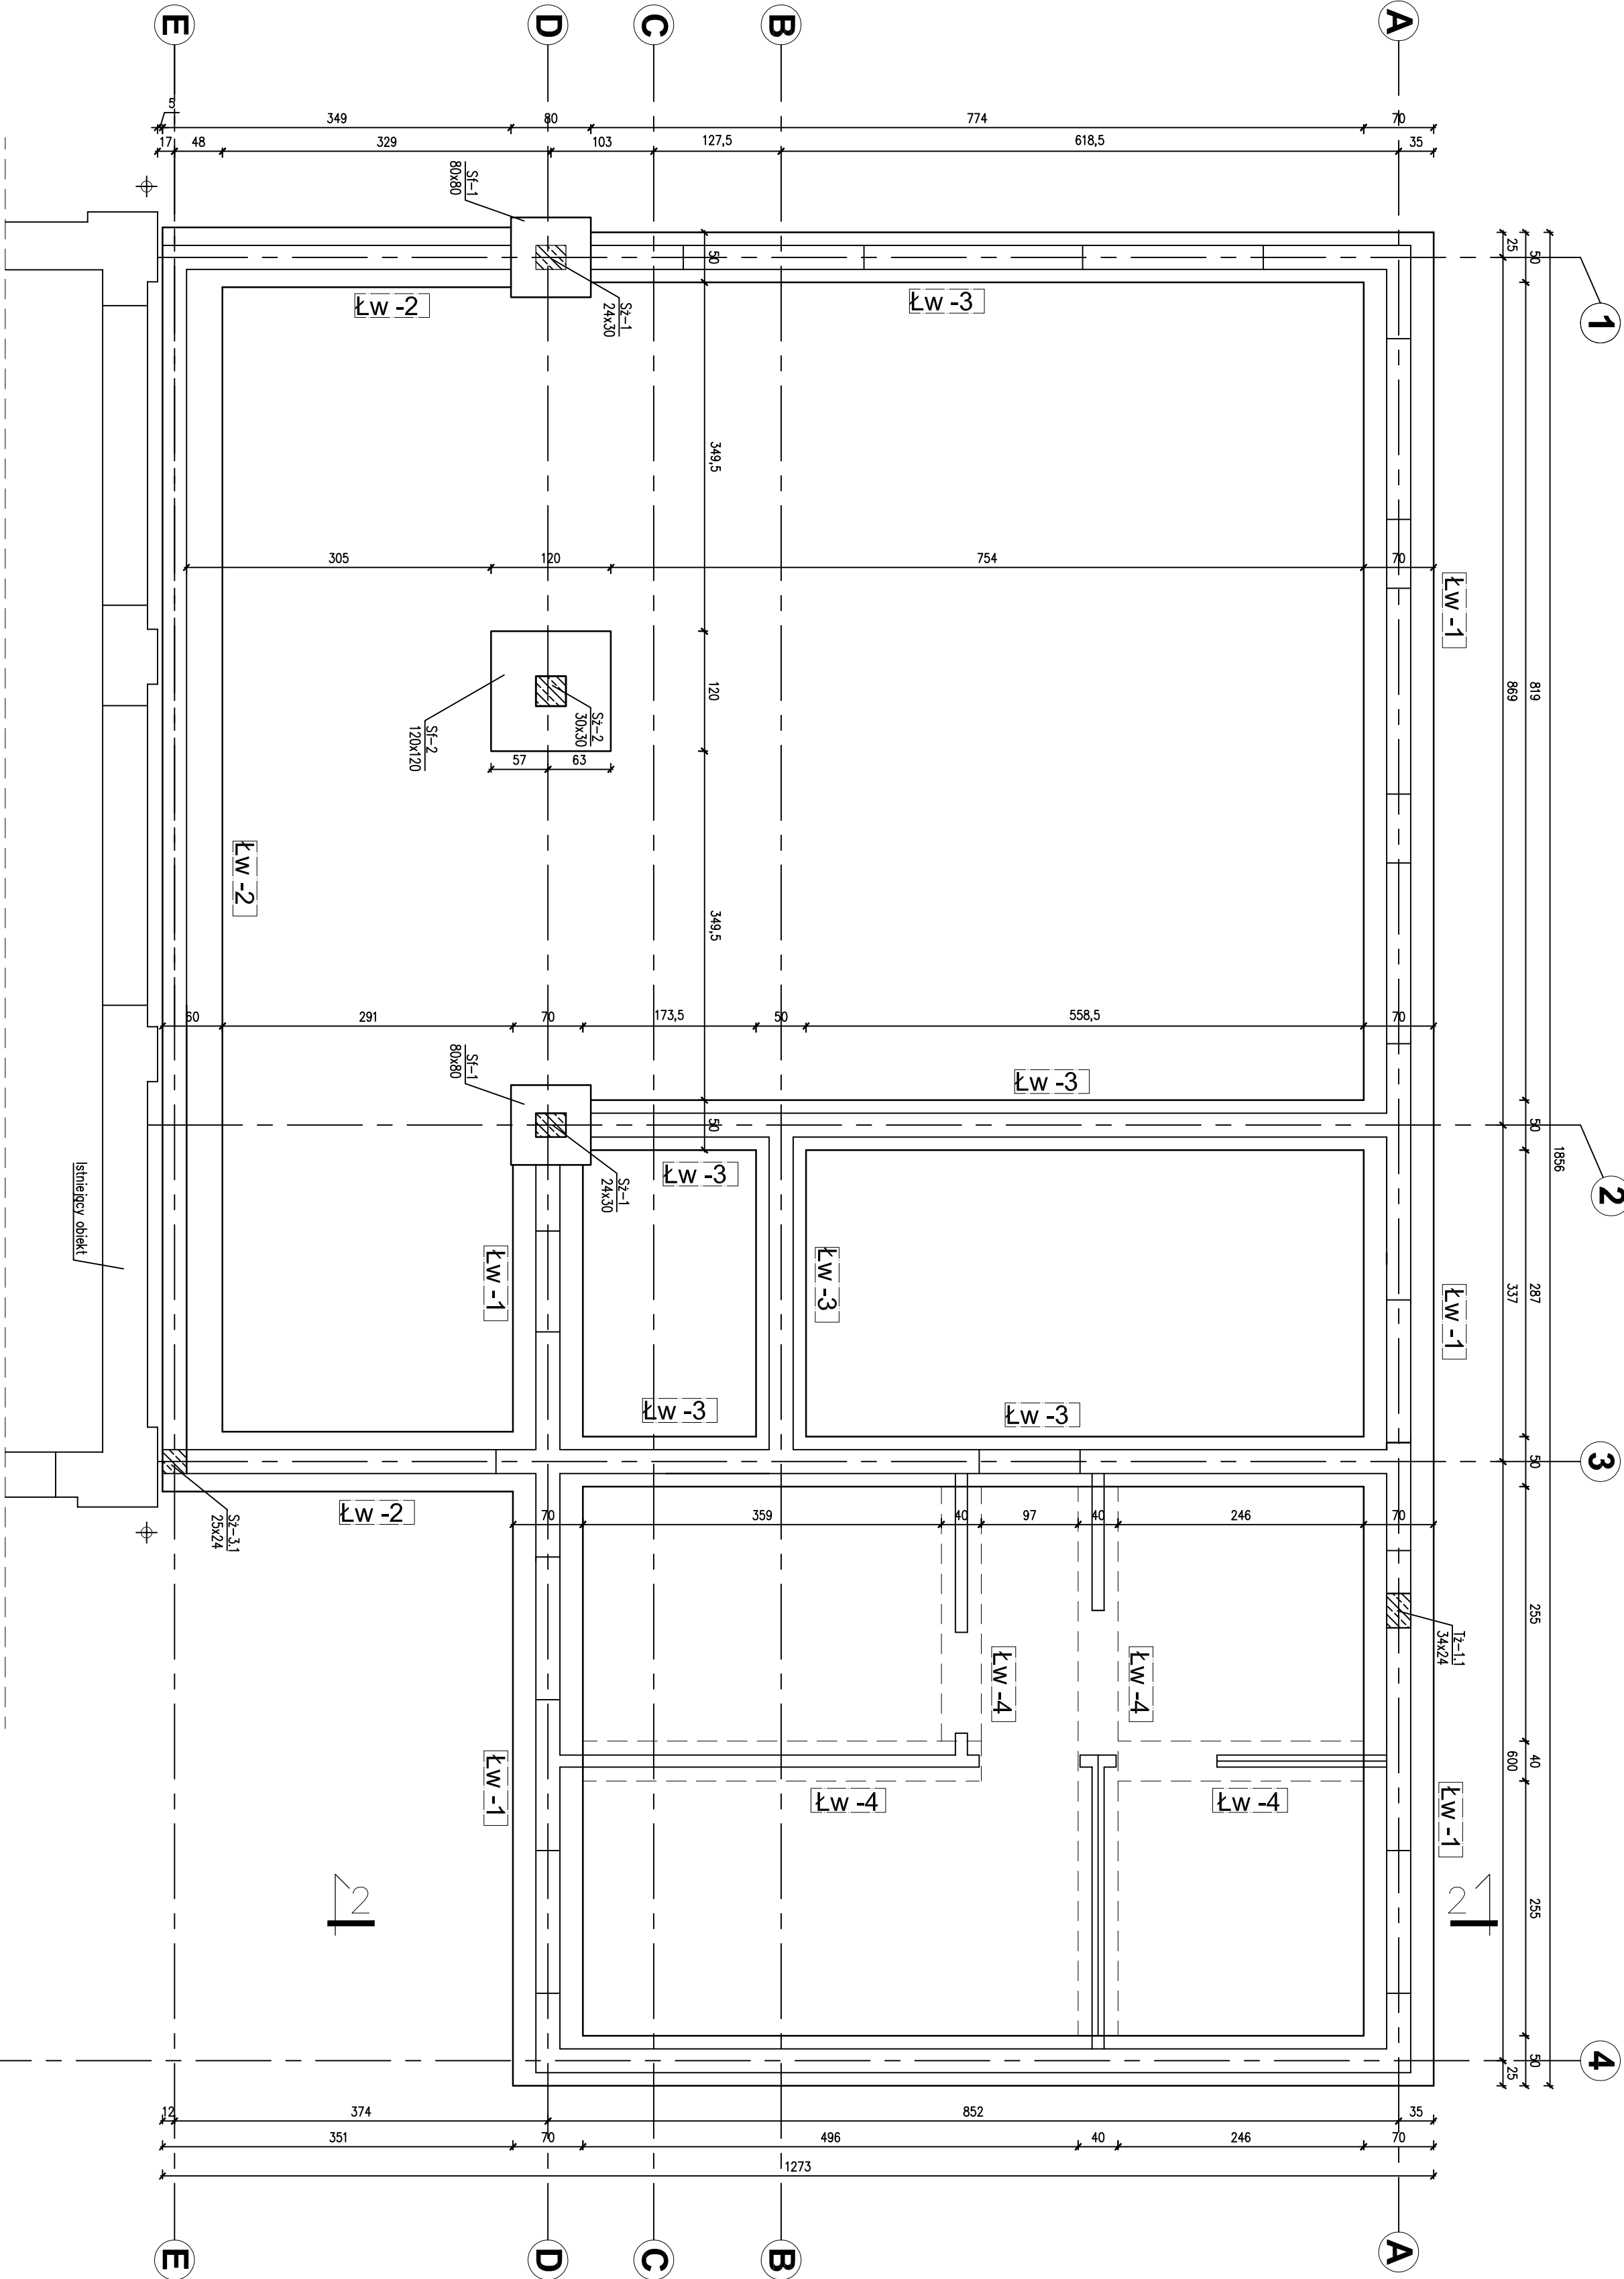 E
D
C
B
A
5
349
80
774
70
17
48
329
103
127,5
618,5
35
Sf-1
80x80
25
50
50
1
Łw -2
Sż-1
24x30
Łw -3
349,5
305
120
754
70
Łw -1
120
819
869
Sż-2
30x30
Sf-2
120x120
57
63
Łw -2
349,5
60
291
70
173,5
50
558,5
70
Sf-1
80x80
Łw -3
50
50
1856
2
Łw -3
Sż-1
24x30
Istniejący obiekt
Łw -1
Łw -3
Łw -1
287
337
Łw -3
Łw -3
50
3
Łw -2
Sż-3.1
25x24
70
359
40
97
40
246
70
255
Tż-1.1
34x24
Łw -4
Łw -4
40
600
Łw -1
Łw -4
Łw -4
Łw -1
2
2
255
50
25
4
12
374
852
35
351
70
496
40
246
70
1273
E
D
C
B
A